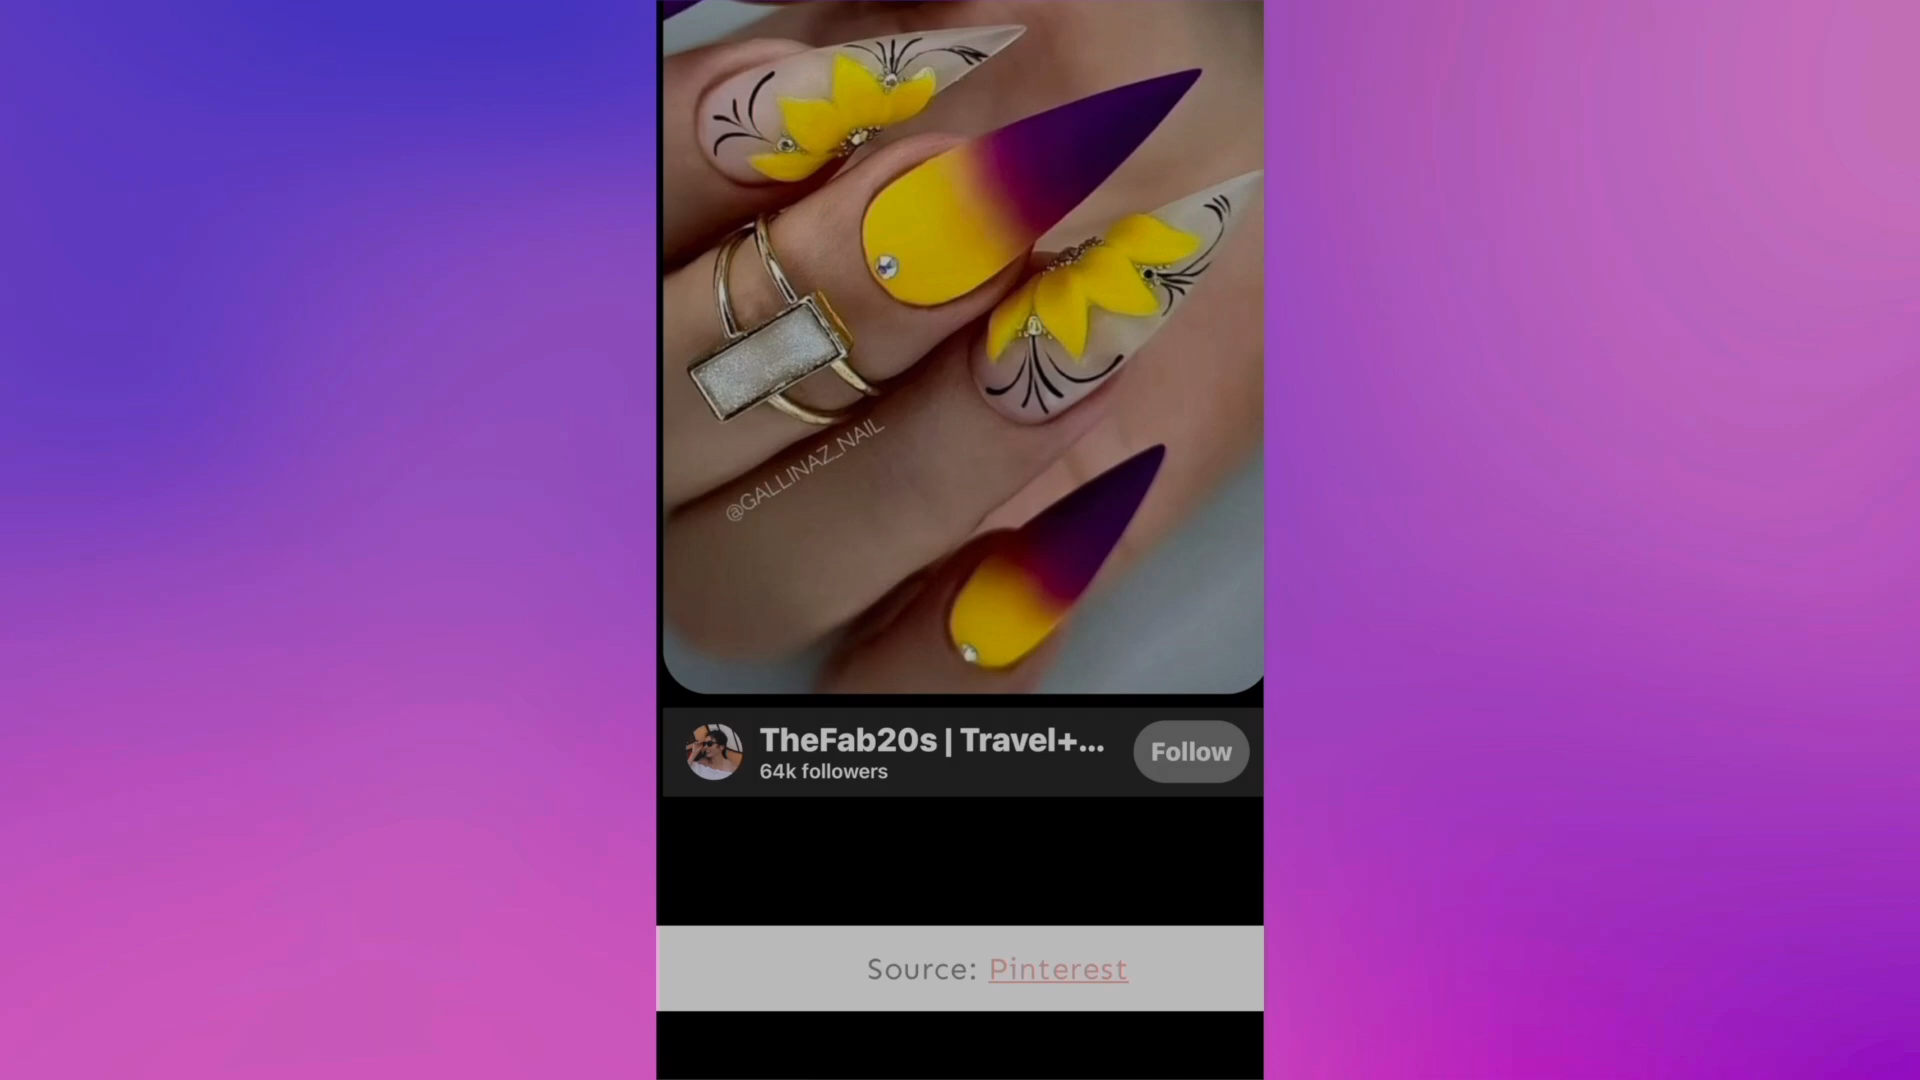 @GALLINAZ_NAIL
TheFab20s | Travel+...
64k followers
Follow
Source: Pinterest